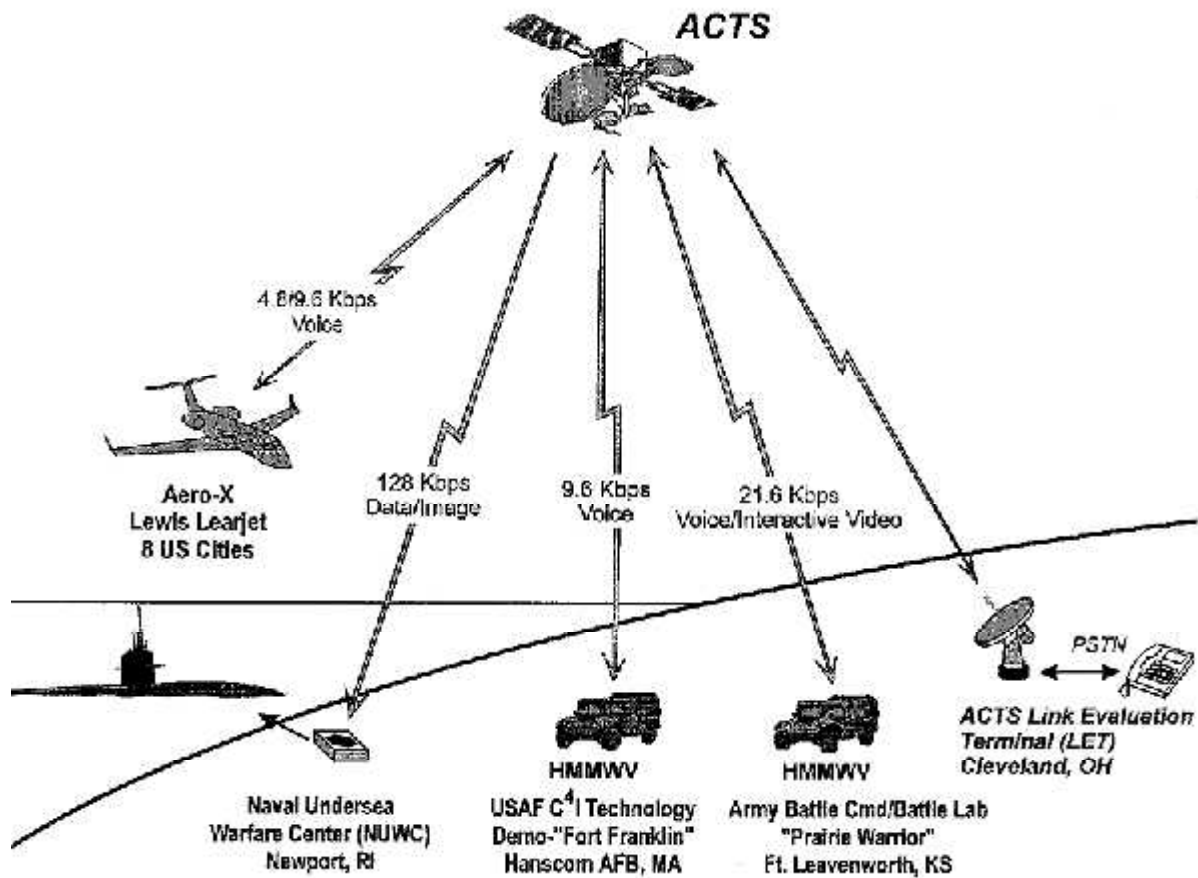 ACTS
4.8/9.6 Kbps
Voice
Aero-X
Lewis Learjet
8 US Cities
128 Kbps
Data/Image
9.6 Kbps
Voice
21.6 Kbps
Voice/Interactive Video
PSTN
ACTS Link Evaluation
Terminal (LET)
Cleveland, OH
Naval Undersea
Warfare Center (NUWC)
Newport, RI
HMMWV
USAF C⁴I Technology
Demo-"Fort Franklin"
Hanscom AFB, MA
HMMWV
Army Battle Cmd/Battle Lab
"Prairie Warrior"
Ft. Leavenworth, KS